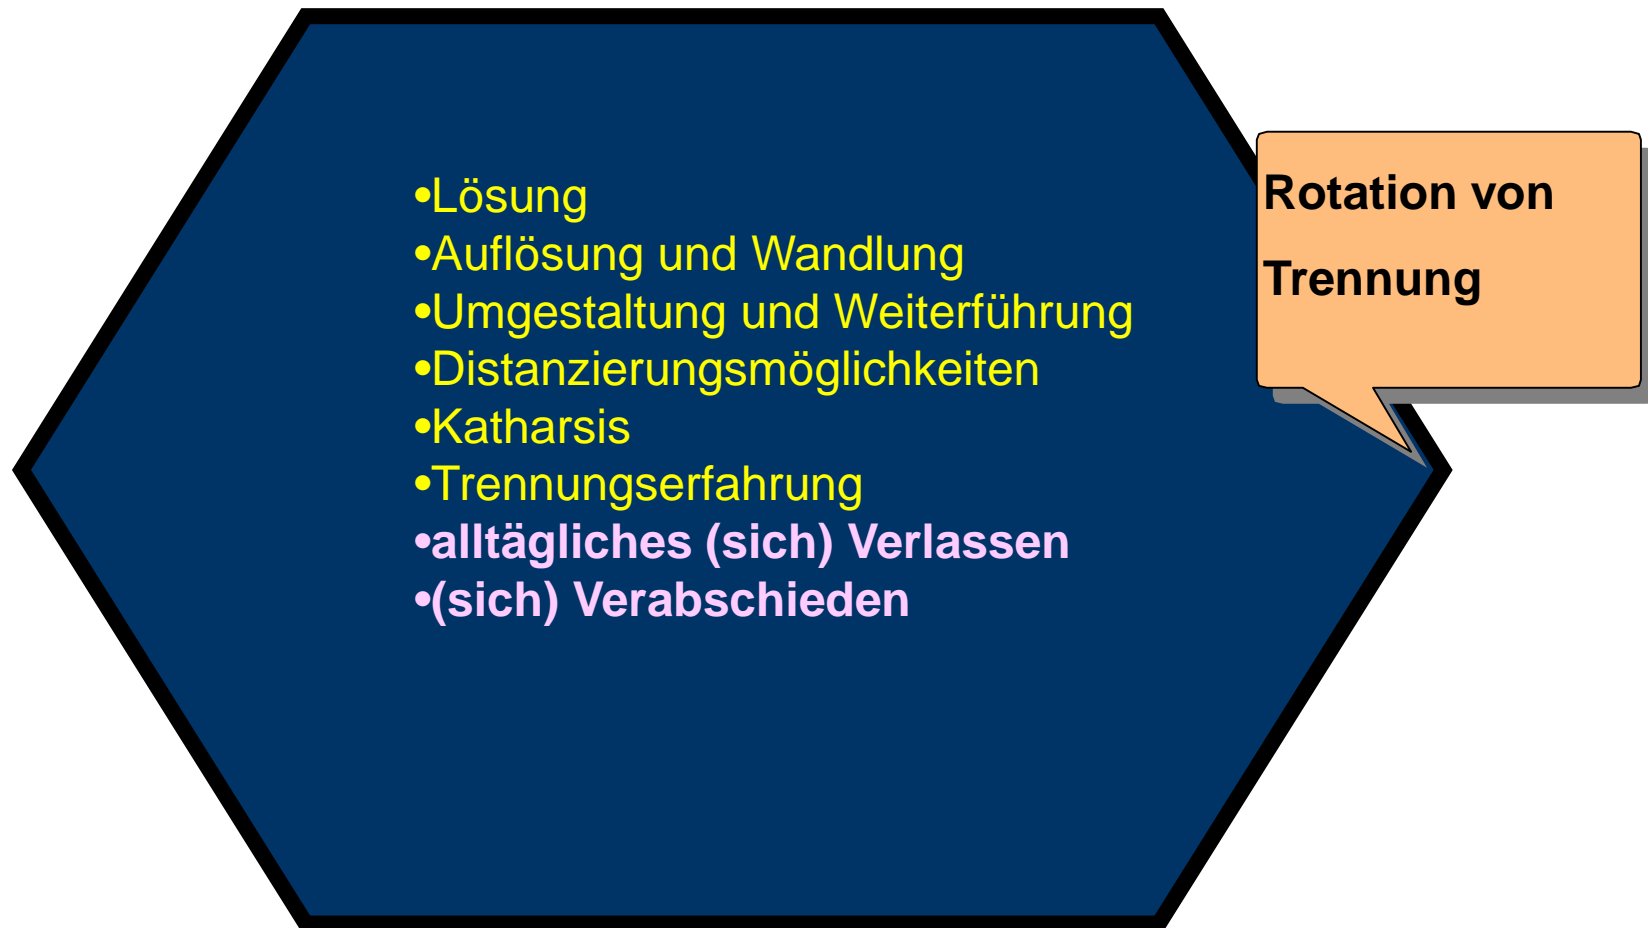 •Lösung
•Auflösung und Wandlung
•Umgestaltung und Weiterführung
•Distanzierungsmöglichkeiten
•Katharsis
•Trennungserfahrung
•alltägliches (sich) Verlassen
•(sich) Verabschieden
Rotation von
Trennung